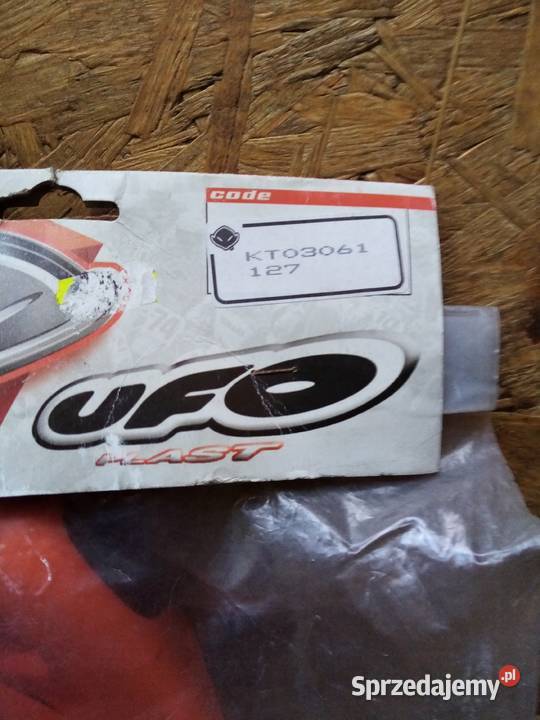 code
KT03061
127
UFO
PLAST
Sprzedajemy.pl